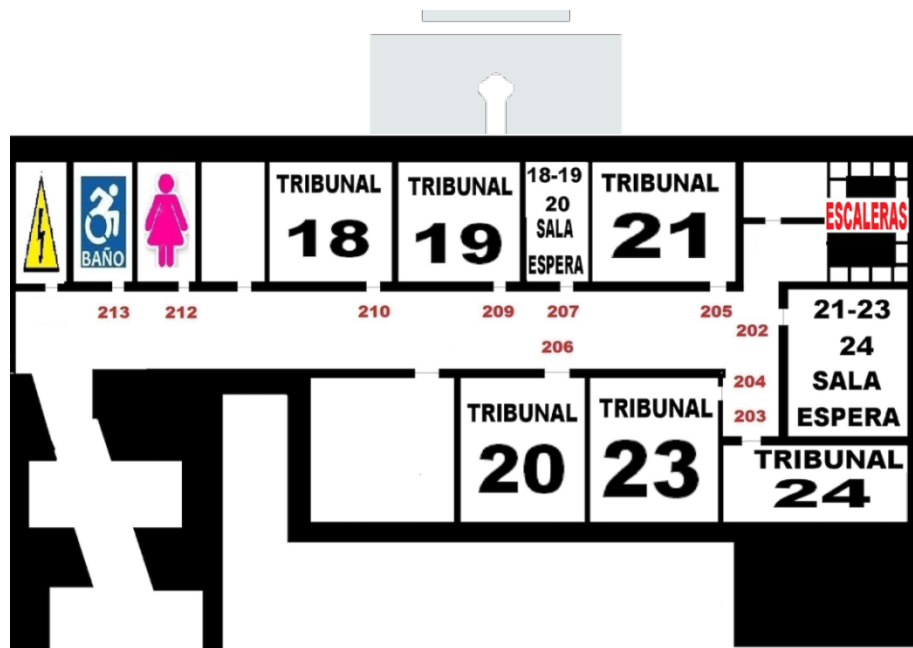 BAÑO
TRIBUNAL
18
TRIBUNAL
19
18-19
20
SALA
ESPERA
TRIBUNAL
21
ESCALERAS
213
212
210
209
207
205
202
206
204
203
21-23
24
SALA
ESPERA
TRIBUNAL
20
TRIBUNAL
23
TRIBUNAL
24